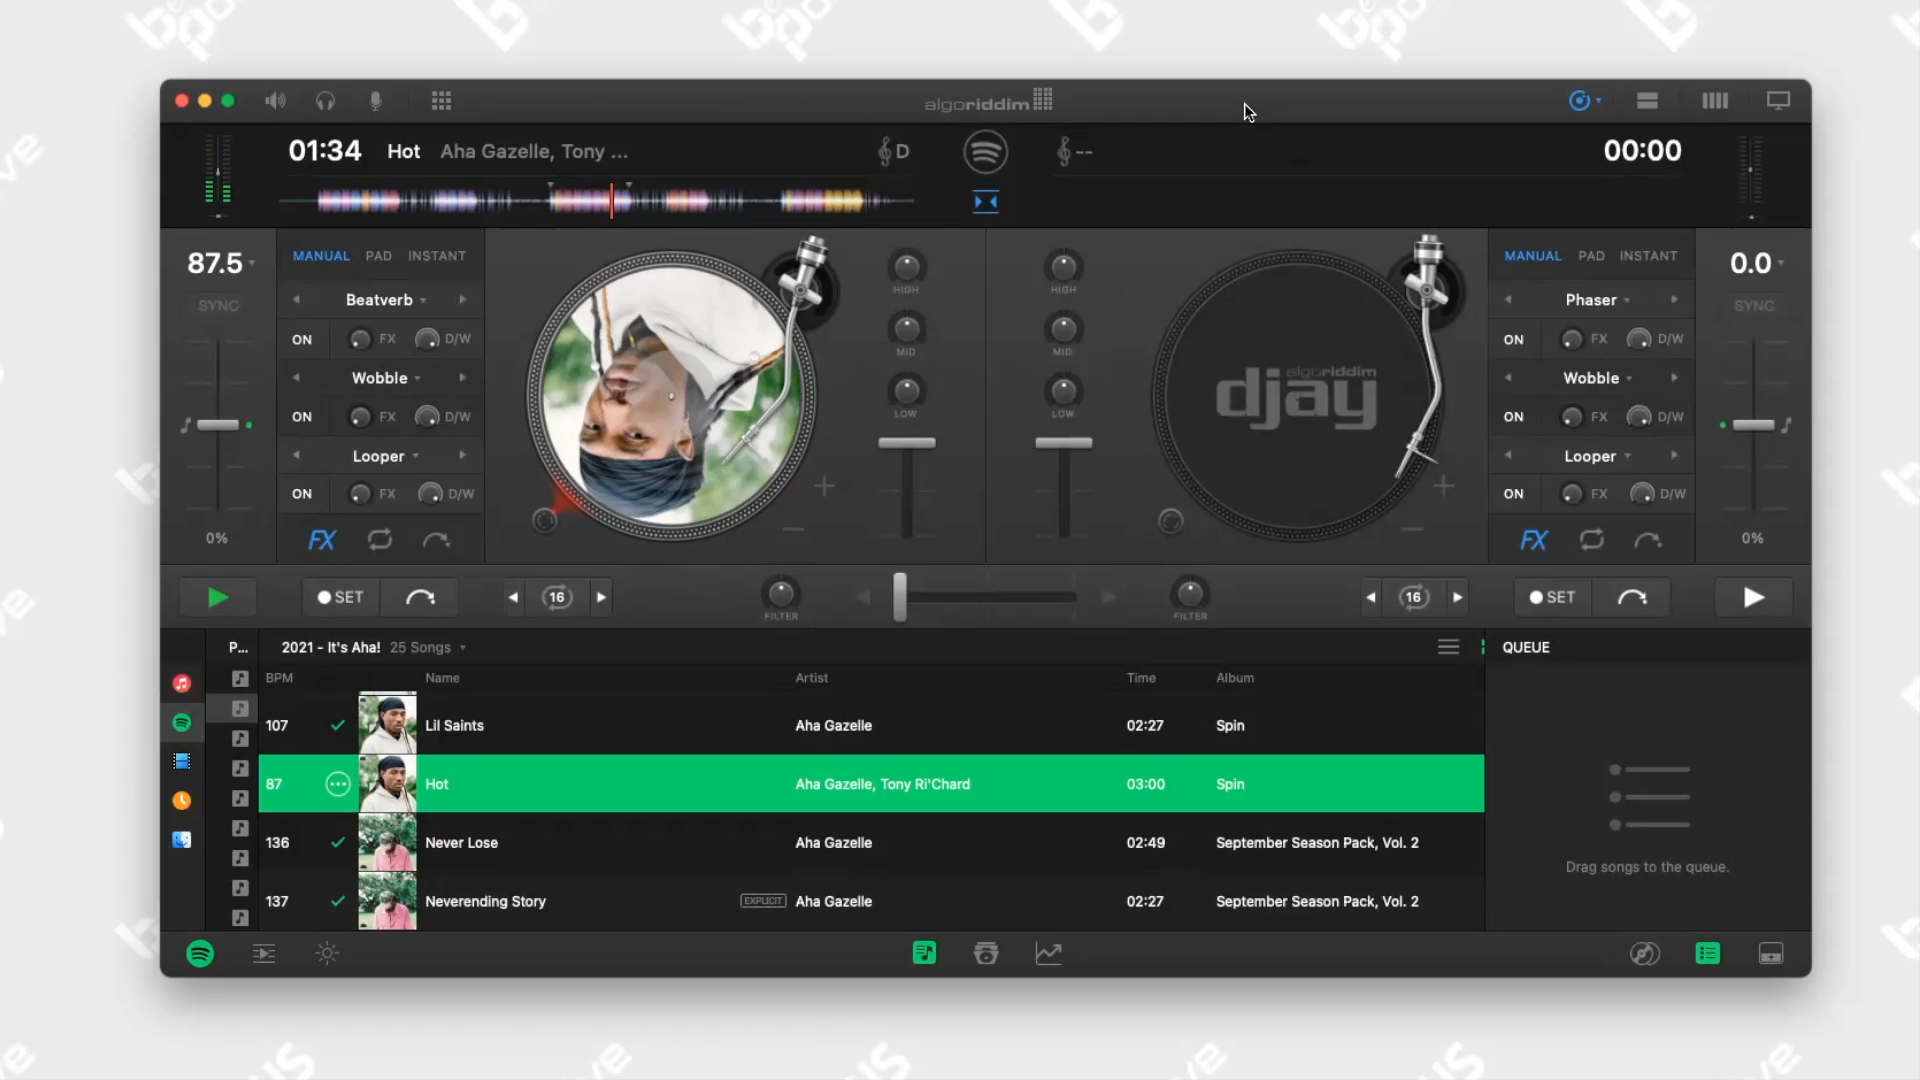 algoriddim
01:34 Hot Aha Gazelle, Tony ... D -- 00:00
87.5 MANUAL PAD INSTANT HIGH HIGH MANUAL PAD INSTANT 0.0
SYNC Beatverb Phaser SYNC
ON FX D/W MID MID ON FX D/W
Wobble algoriddim Wobble
djay
ON FX D/W LOW LOW ON FX D/W
Looper Looper
ON FX D/W ON FX D/W
0% FX FX 0%
SET 16 FILTER FILTER 16 SET
P... 2021 - It's Aha! 25 Songs QUEUE
BPM Name Artist Time Album
107 Lil Saints Aha Gazelle 02:27 Spin
87 Hot Aha Gazelle, Tony Ri'Chard 03:00 Spin
136 Never Lose Aha Gazelle 02:49 September Season Pack, Vol. 2
Drag songs to the queue.
137 Neverending Story EXPLICIT Aha Gazelle 02:27 September Season Pack, Vol. 2